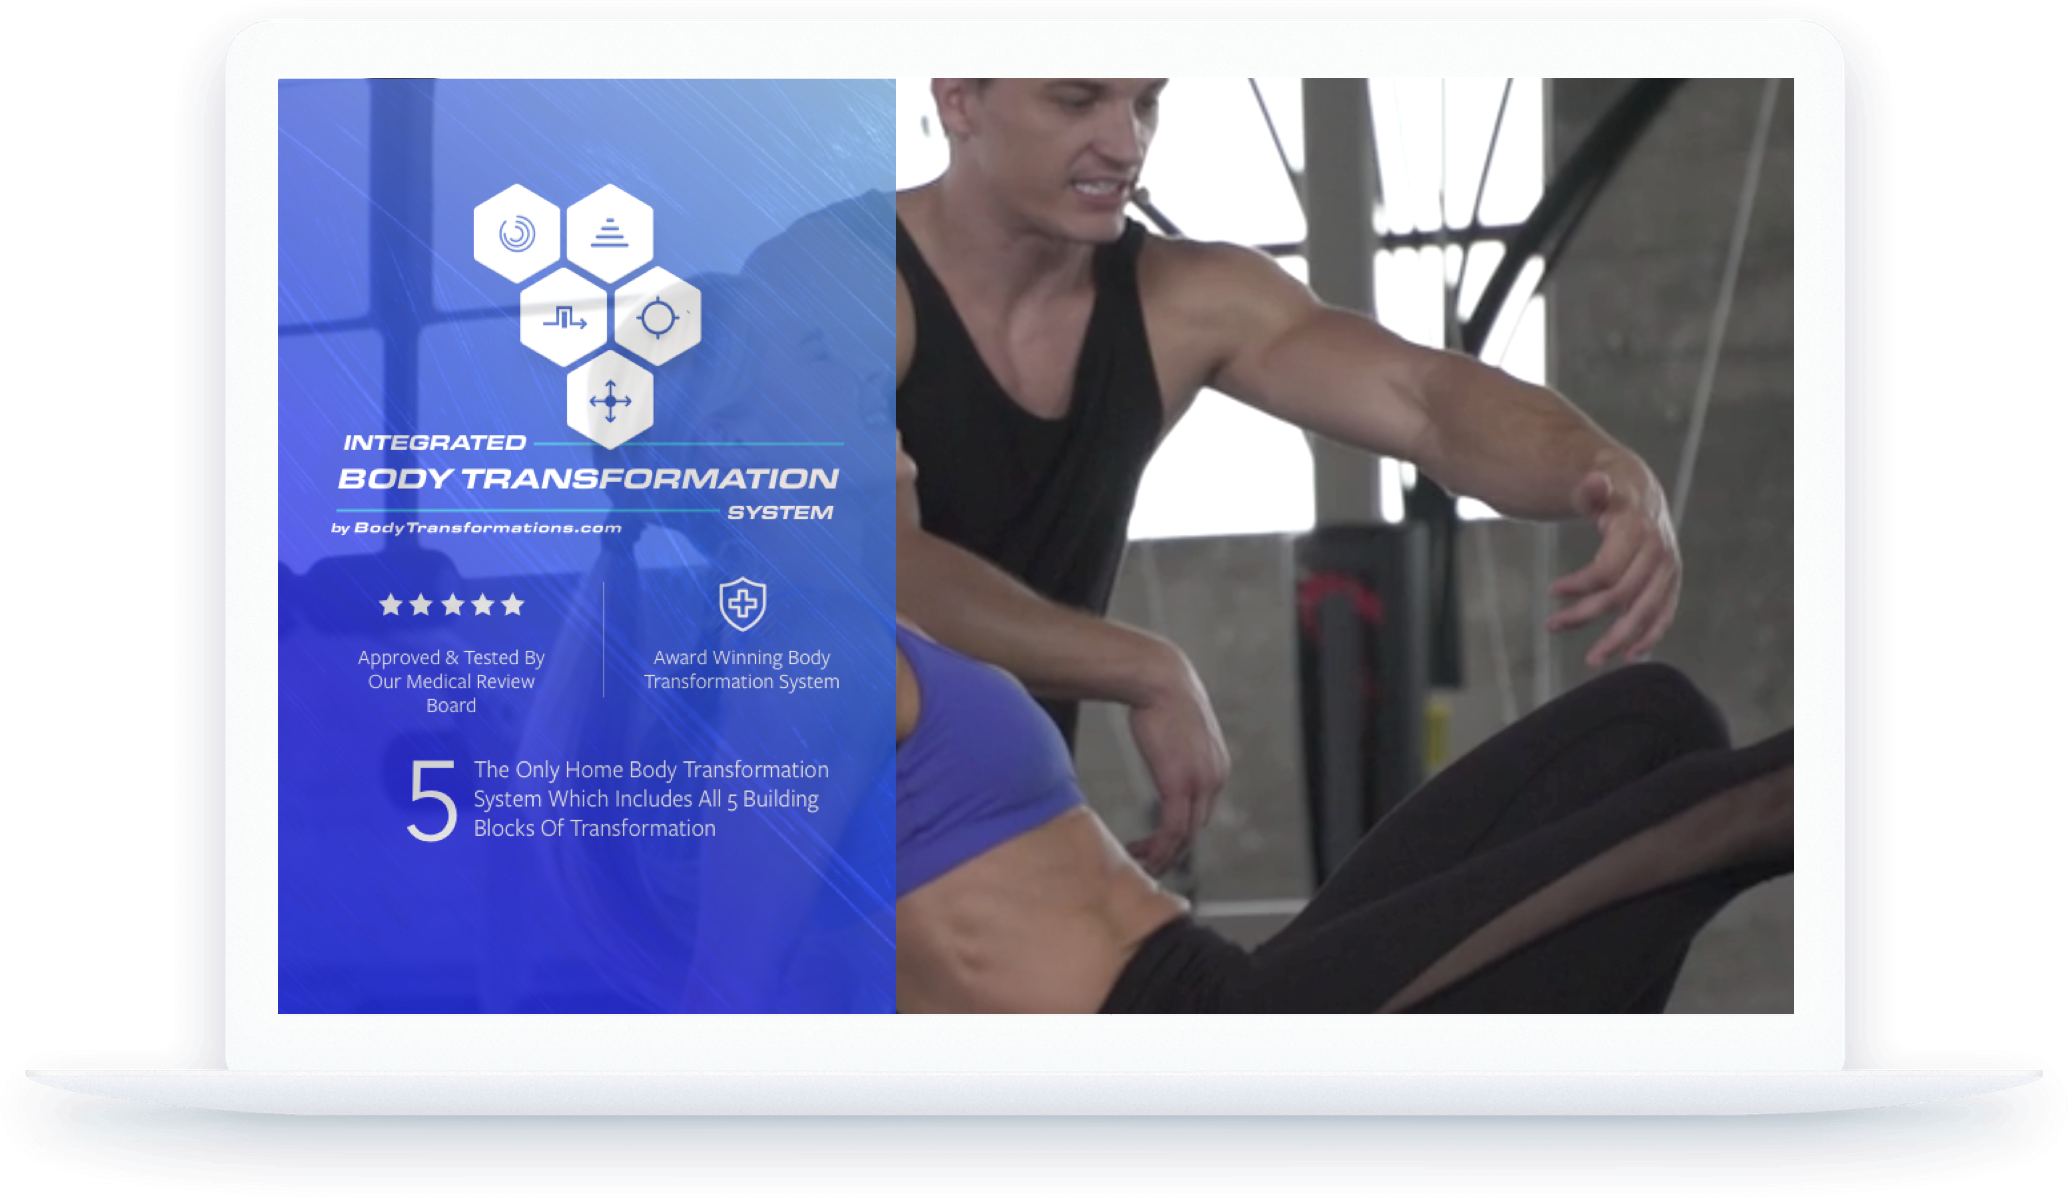 INTEGRATED
BODY TRANSFORMATION
SYSTEM
by BodyTransformations.com
Approved & Tested By
Our Medical Review
Board
Award Winning Body
Transformation System
5
The Only Home Body Transformation
System Which Includes All 5 Building
Blocks Of Transformation